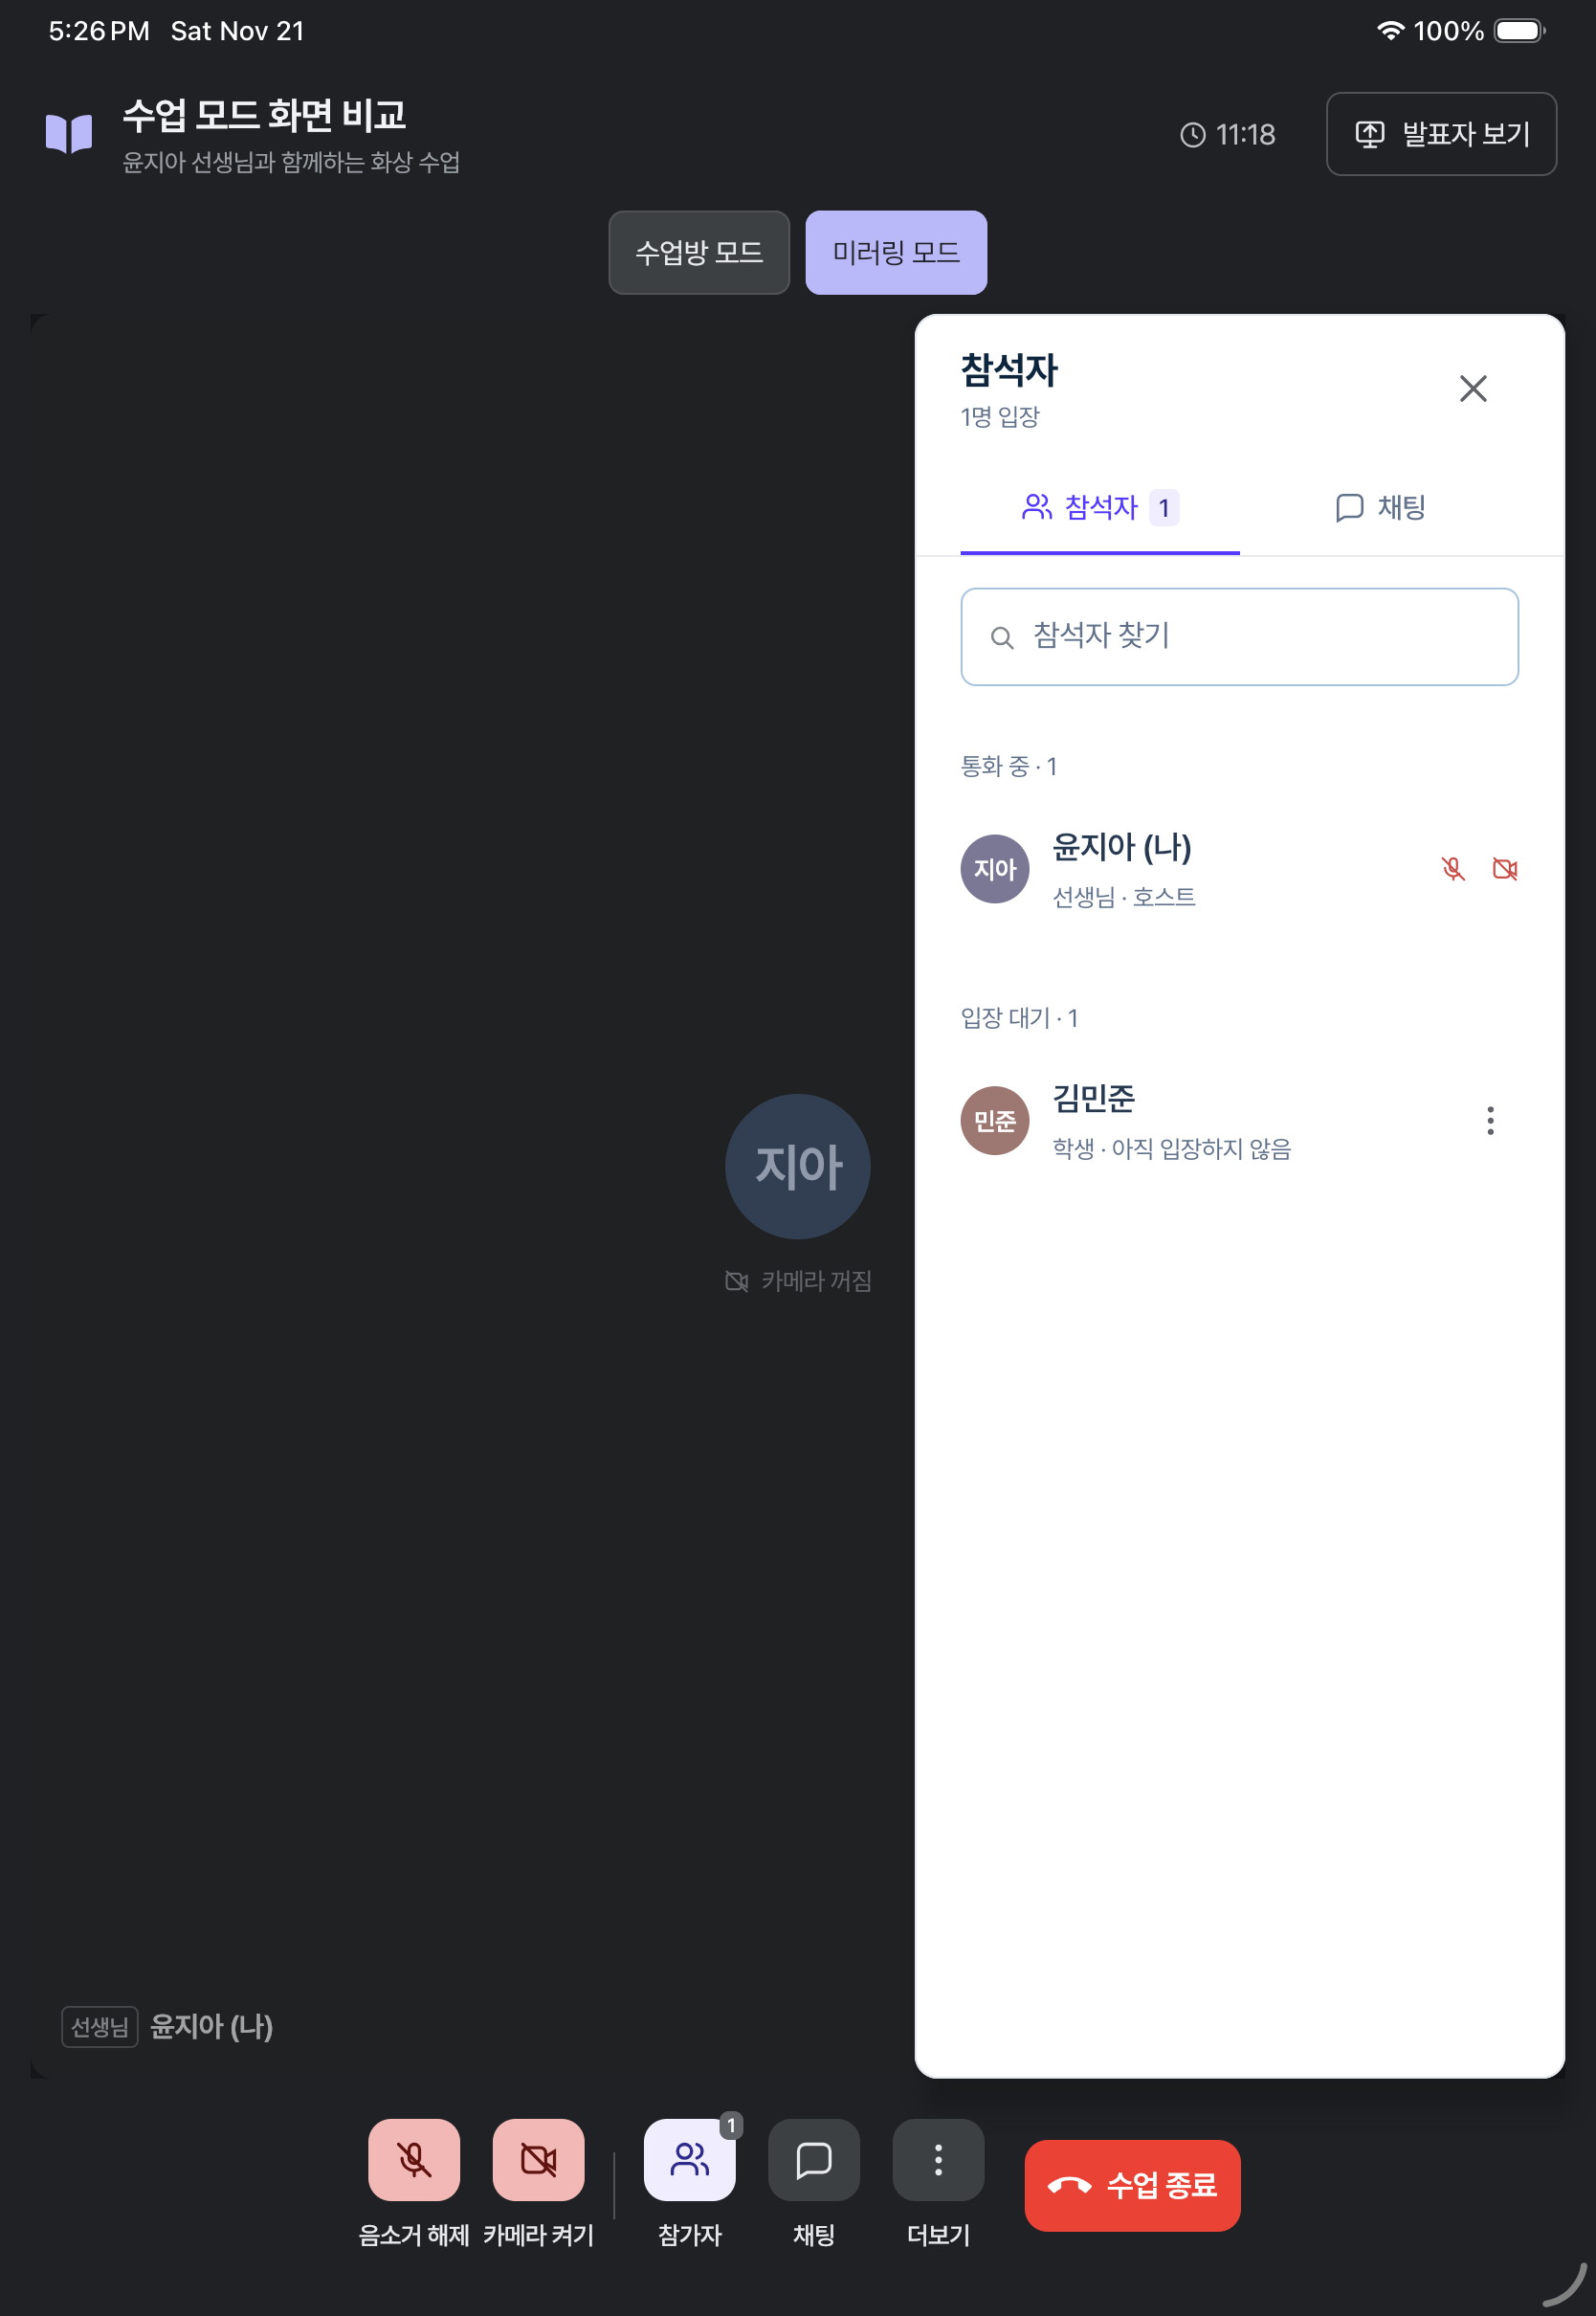 5:26 PM Sat Nov 21 100%
수업 모드 화면 비교
윤지아 선생님과 함께하는 화상 수업
11:18
발표자 보기
수업방 모드 미러링 모드
참석자
1명 입장
참석자 1 채팅
참석자 찾기
통화 중 · 1
지아
윤지아 (나)
선생님 · 호스트
입장 대기 · 1
민준
김민준
학생 · 아직 입장하지 않음
지아
카메라 꺼짐
선생님 윤지아 (나)
1
음소거 해제 카메라 켜기 참가자 채팅 더보기
수업 종료